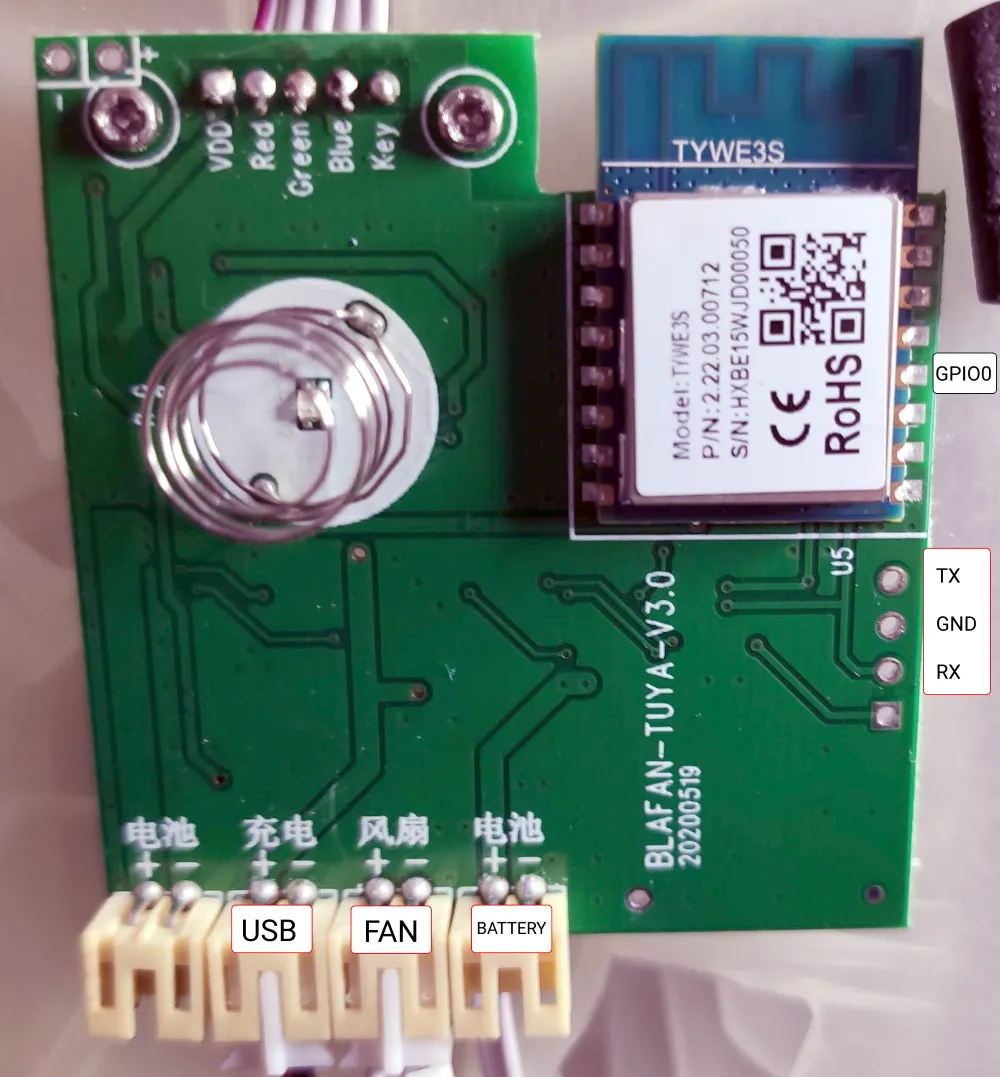 +
-
VDD
Red
Green
Blue
Key
TYWE3S
Model:TYWE3S
P/N:2.22.03.00712
S/N:HXBE15WJD00050
CE
RoHS
GPIO0
U5
TX
GND
RX
BLAFAN-TUYA-V3.0
20200519
电池
+ -
充电
+ -
风扇
+ -
电池
+ -
USB
FAN
BATTERY